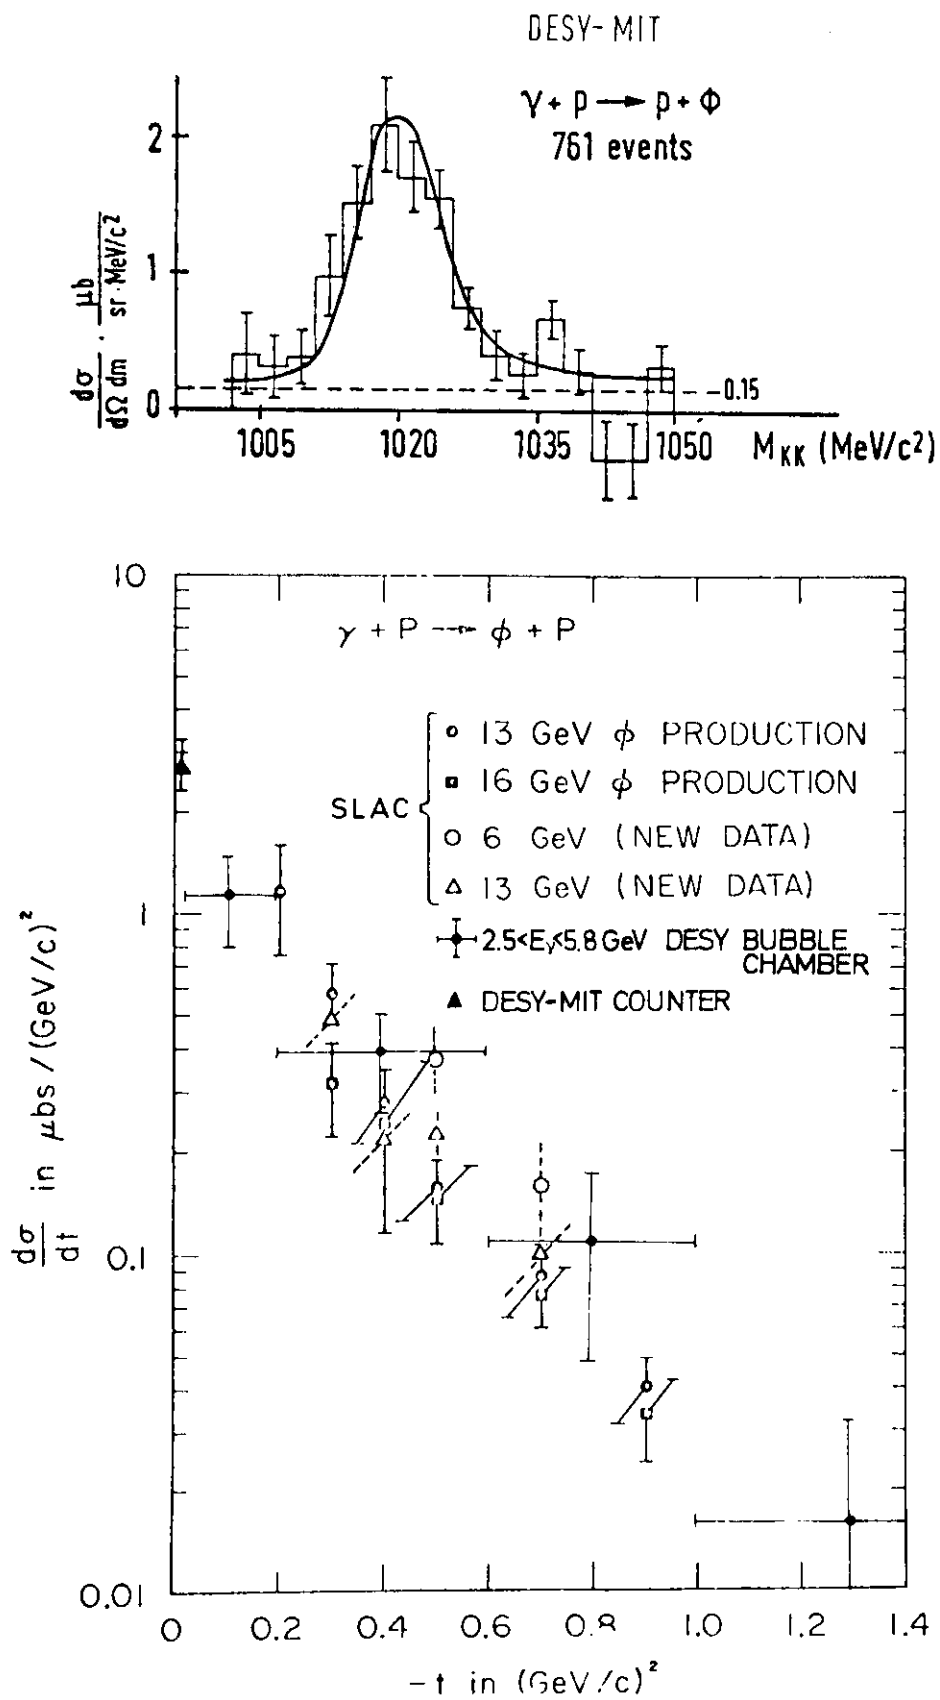 DESY-MIT
γ + p → p + Φ
761 events
2
1
0
dσ/dΩ dm · μb/sr·MeV/c²
-0.15
1005 1020 1035 1050 M_KK (MeV/c²)
10
γ + P → ϕ + P
13 GeV ϕ PRODUCTION
16 GeV ϕ PRODUCTION
SLAC
6 GeV (NEW DATA)
13 GeV (NEW DATA)
2.5<Eγ<5.8 GeV DESY BUBBLE
CHAMBER
DESY-MIT COUNTER
1
0.1
0.01
dσ/dt in μbs/(GeV/c)²
0 0.2 0.4 0.6 0.8 1.0 1.2 1.4
-t in (GeV/c)²